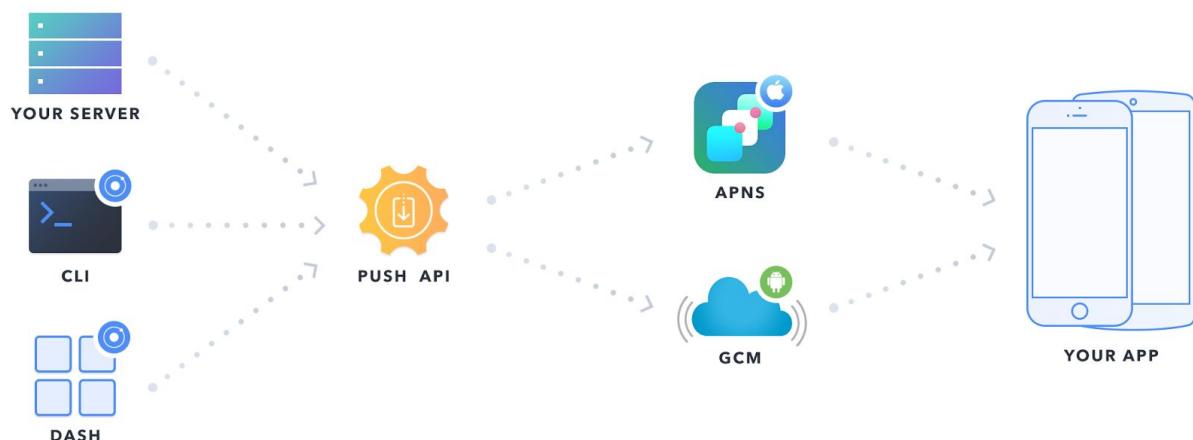 YOUR SERVER
CLI
DASH
PUSH API
APNS
GCM
YOUR APP